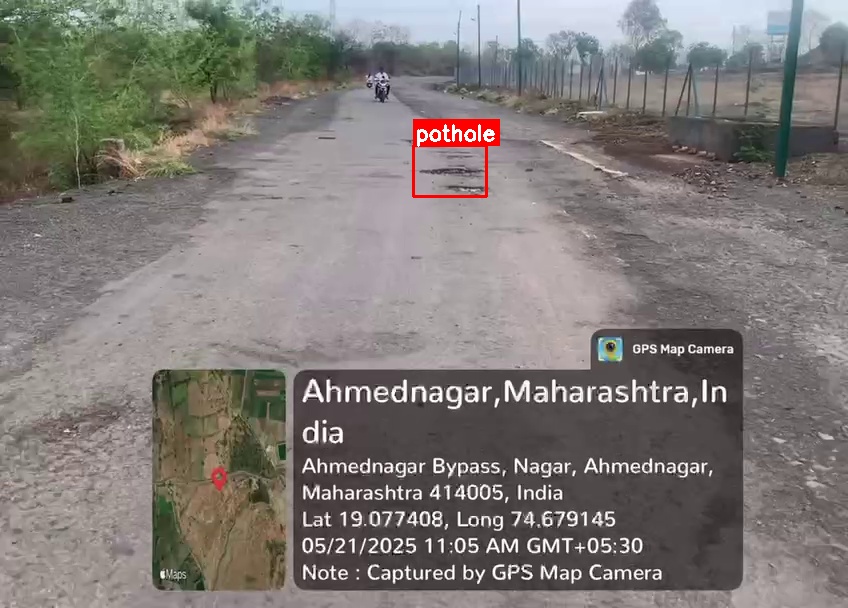 pothole
GPS Map Camera
Ahmednagar,Maharashtra,In
dia
Ahmednagar Bypass, Nagar, Ahmednagar,
Maharashtra 414005, India
Lat 19.077408, Long 74.679145
05/21/2025 11:05 AM GMT+05:30
Note : Captured by GPS Map Camera
Maps